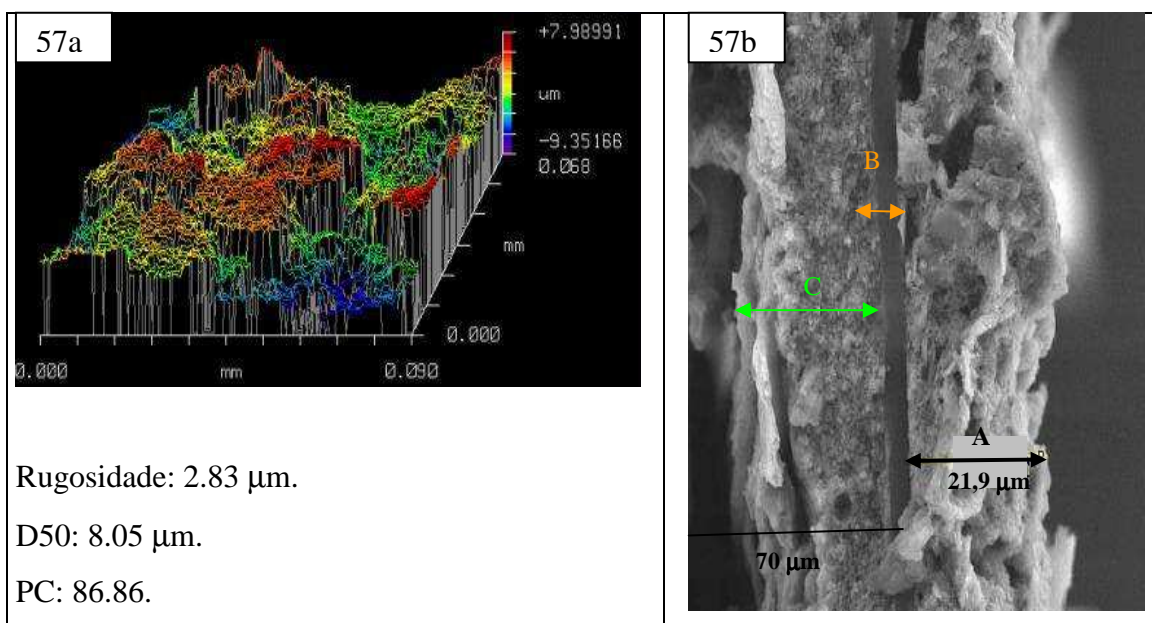 57a
+7.98991
um
-9.35166
0.068
mm
0.000
0.000
mm
0.090
Rugosidade: 2.83 μm.
D50: 8.05 μm.
PC: 86.86.
57b
B
C
A
21,9 μm
70 μm